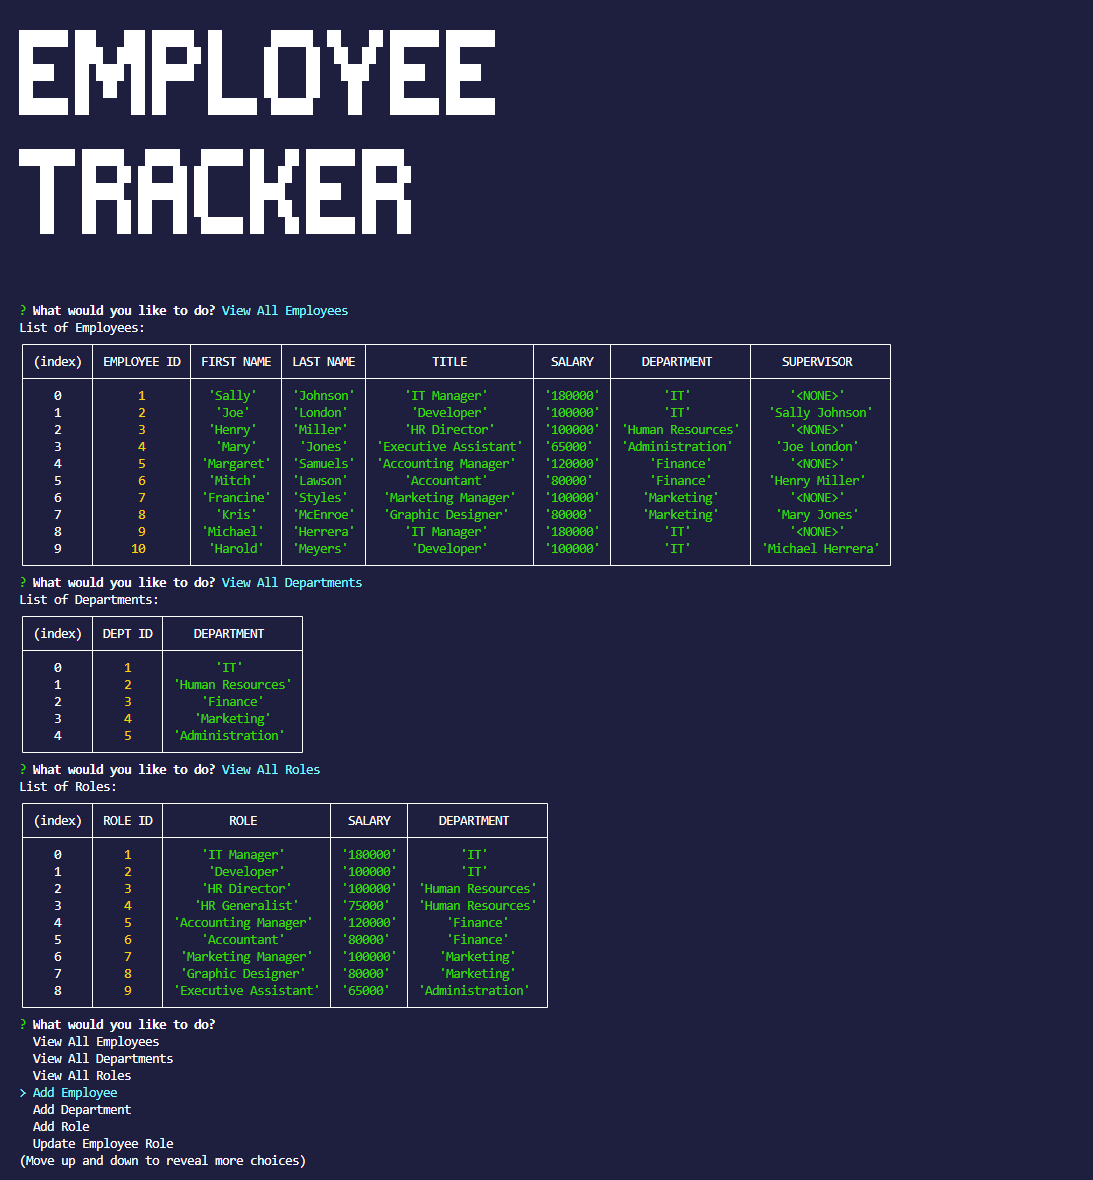 EMPLOYEE
TRACKER
? What would you like to do? View All Employees
List of Employees:
(index) EMPLOYEE ID FIRST NAME LAST NAME TITLE SALARY DEPARTMENT SUPERVISOR
0 1 'Sally' 'Johnson' 'IT Manager' '180000' 'IT' '<NONE>'
1 2 'Joe' 'London' 'Developer' '100000' 'IT' 'Sally Johnson'
2 3 'Henry' 'Miller' 'HR Director' '100000' 'Human Resources' '<NONE>'
3 4 'Mary 'Jones' 'Executive Assistant' '65000' 'Administration' 'Joe London'
4 5 'Margaret' 'Samuels' 'Accounting Manager' '120000' 'Finance' '<NONE>'
5 6 'Mitch' 'Lawson' 'Accountant' '80000' 'Finance' 'Henry Miller'
6 7 'Francine' 'Styles' 'Marketing Manager' '100000' 'Marketing' '<NONE>'
7 8 'Kris' 'McEnroe' 'Graphic Designer' '80000' 'Marketing' 'Mary Jones'
8 9 'Michael' 'Herrera' 'IT Manager' '180000' 'IT' '<NONE>'
9 10 'Harold' 'Meyers' 'Developer' '100000' 'IT' 'Michael Herrera'
? What would you like to do? View All Departments
List of Departments:
(index) DEPT ID DEPARTMENT
0 1 'IT'
1 2 'Human Resources'
2 3 'Finance'
3 4 'Marketing'
4 5 'Administration'
? What would you like to do? View All Roles
List of Roles:
(index) ROLE ID ROLE SALARY DEPARTMENT
0 1 'IT Manager' '180000' 'IT'
1 2 'Developer' '100000' 'IT'
2 3 'HR Director' '100000' 'Human Resources'
3 4 'HR Generalist' '75000' 'Human Resources'
4 5 'Accounting Manager' '120000' 'Finance'
5 6 'Accountant' '80000' 'Finance'
6 7 'Marketing Manager' '100000' 'Marketing'
7 8 'Graphic Designer' '80000' 'Marketing'
8 9 'Executive Assistant' '65000' 'Administration'
? What would you like to do?
View All Employees
View All Departments
View All Roles
> Add Employee
Add Department
Add Role
Update Employee Role
(Move up and down to reveal more choices)